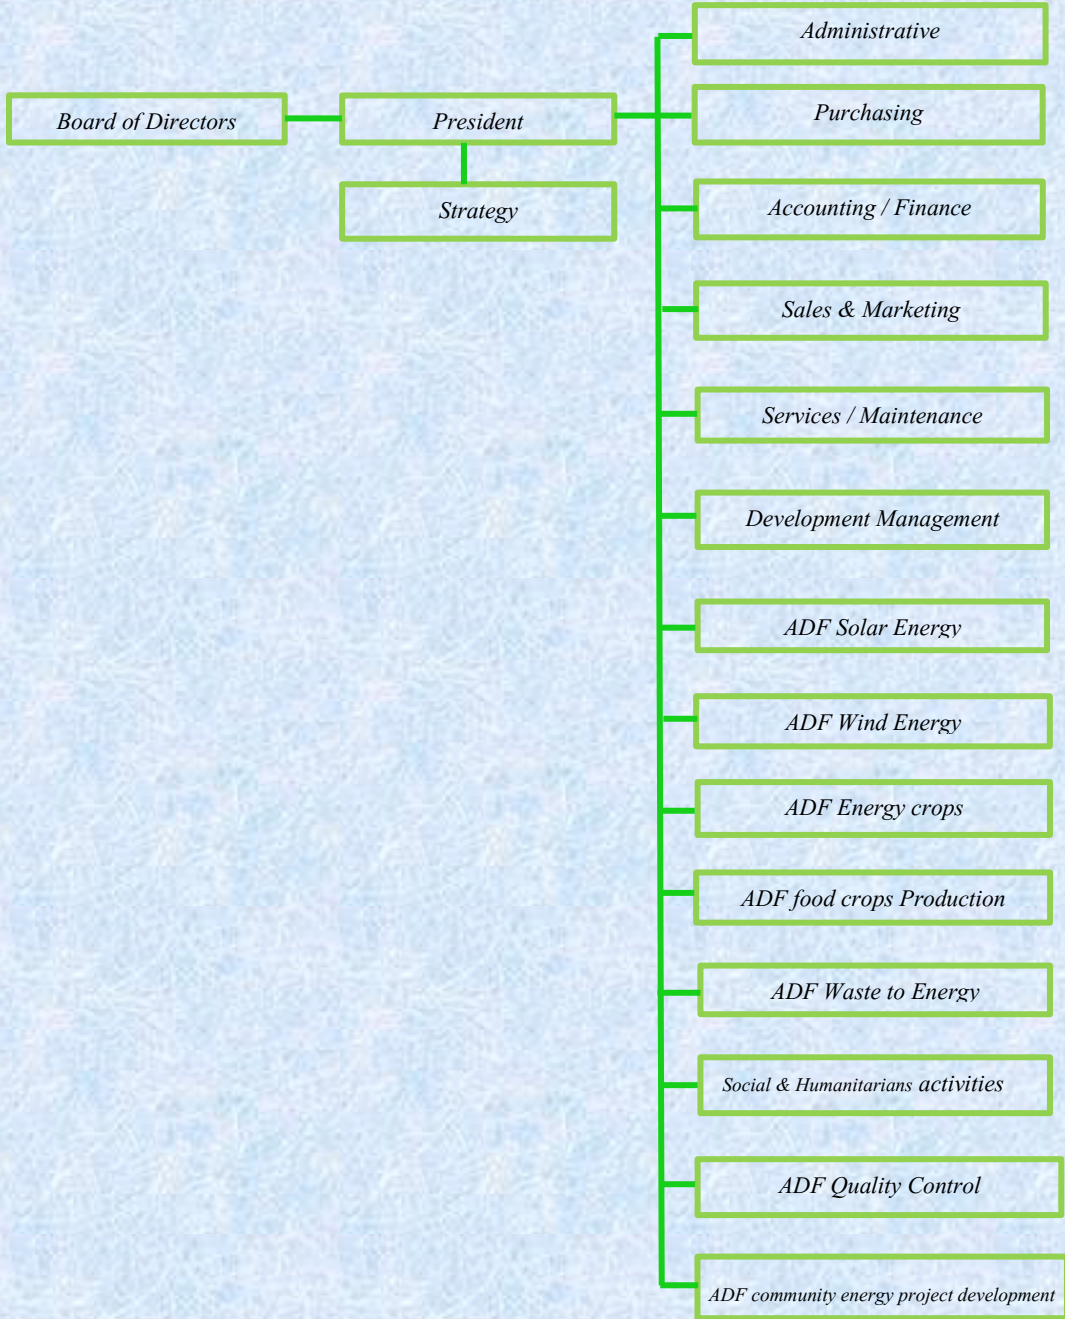 Board of Directors
President
Strategy
Administrative
Purchasing
Accounting / Finance
Sales & Marketing
Services / Maintenance
Development Management
ADF Solar Energy
ADF Wind Energy
ADF Energy crops
ADF food crops Production
ADF Waste to Energy
Social & Humanitarians activities
ADF Quality Control
ADF community energy project development